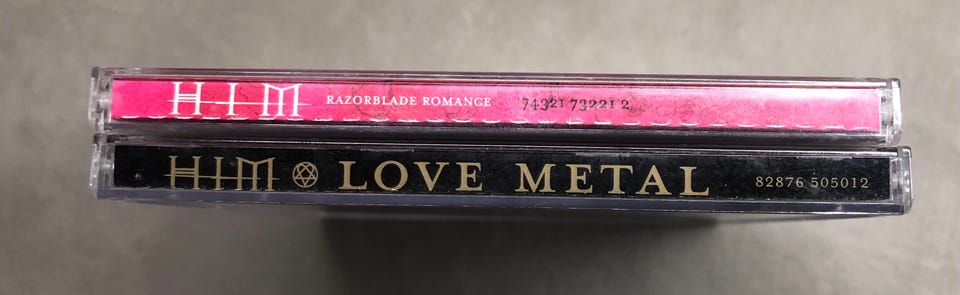 HIM RAZORBLADE ROMANCE 74321 73221 2
HIM LOVE METAL 82876 505012